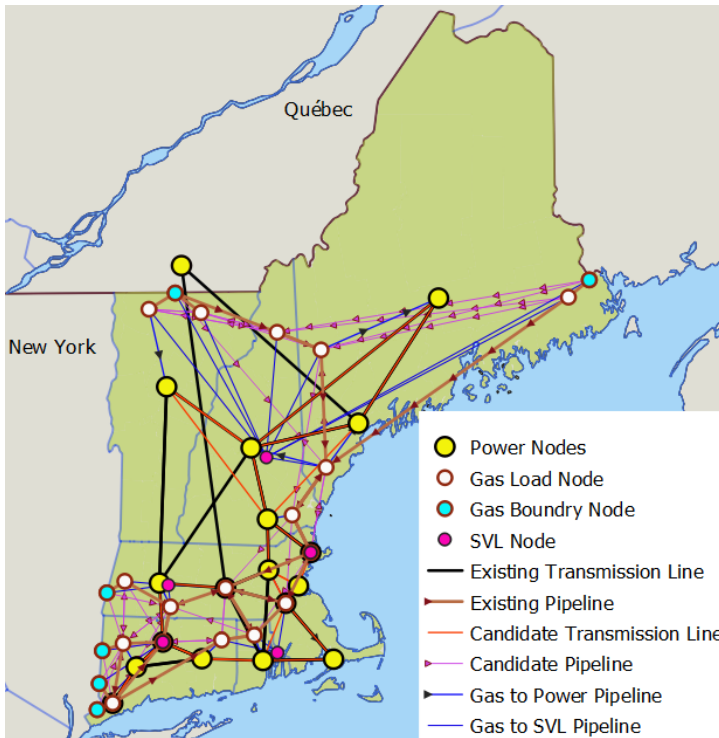 Québec
New York
Power Nodes
Gas Load Node
Gas Boundry Node
SVL Node
Existing Transmission Line
Existing Pipeline
Candidate Transmission Line
Candidate Pipeline
Gas to Power Pipeline
Gas to SVL Pipeline